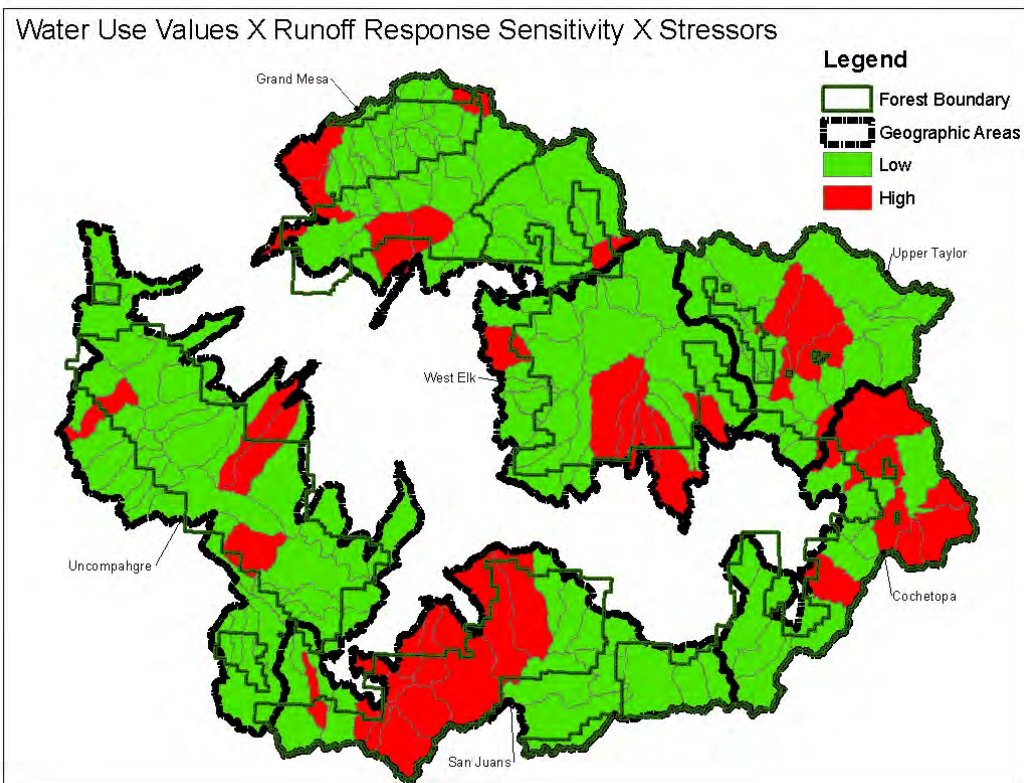 Water Use Values X Runoff Response Sensitivity X Stressors
Legend
Forest Boundary
Geographic Areas
Low
High
Grand Mesa
Upper Taylor
West Elk
Uncompahgre
Cochetopa
San Juans